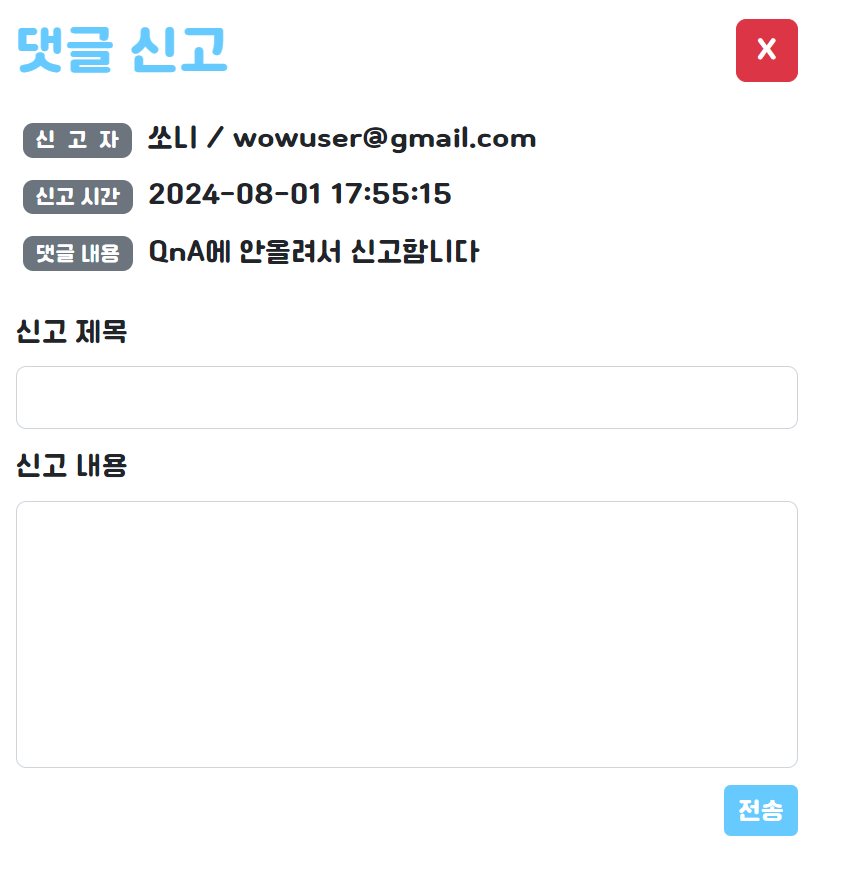 댓글 신고 X
신 고 자 쏘니 / wowuser@gmail.com
신고 시간 2024-08-01 17:55:15
댓글 내용 QnA에 안올려서 신고합니다
신고 제목
신고 내용
전송